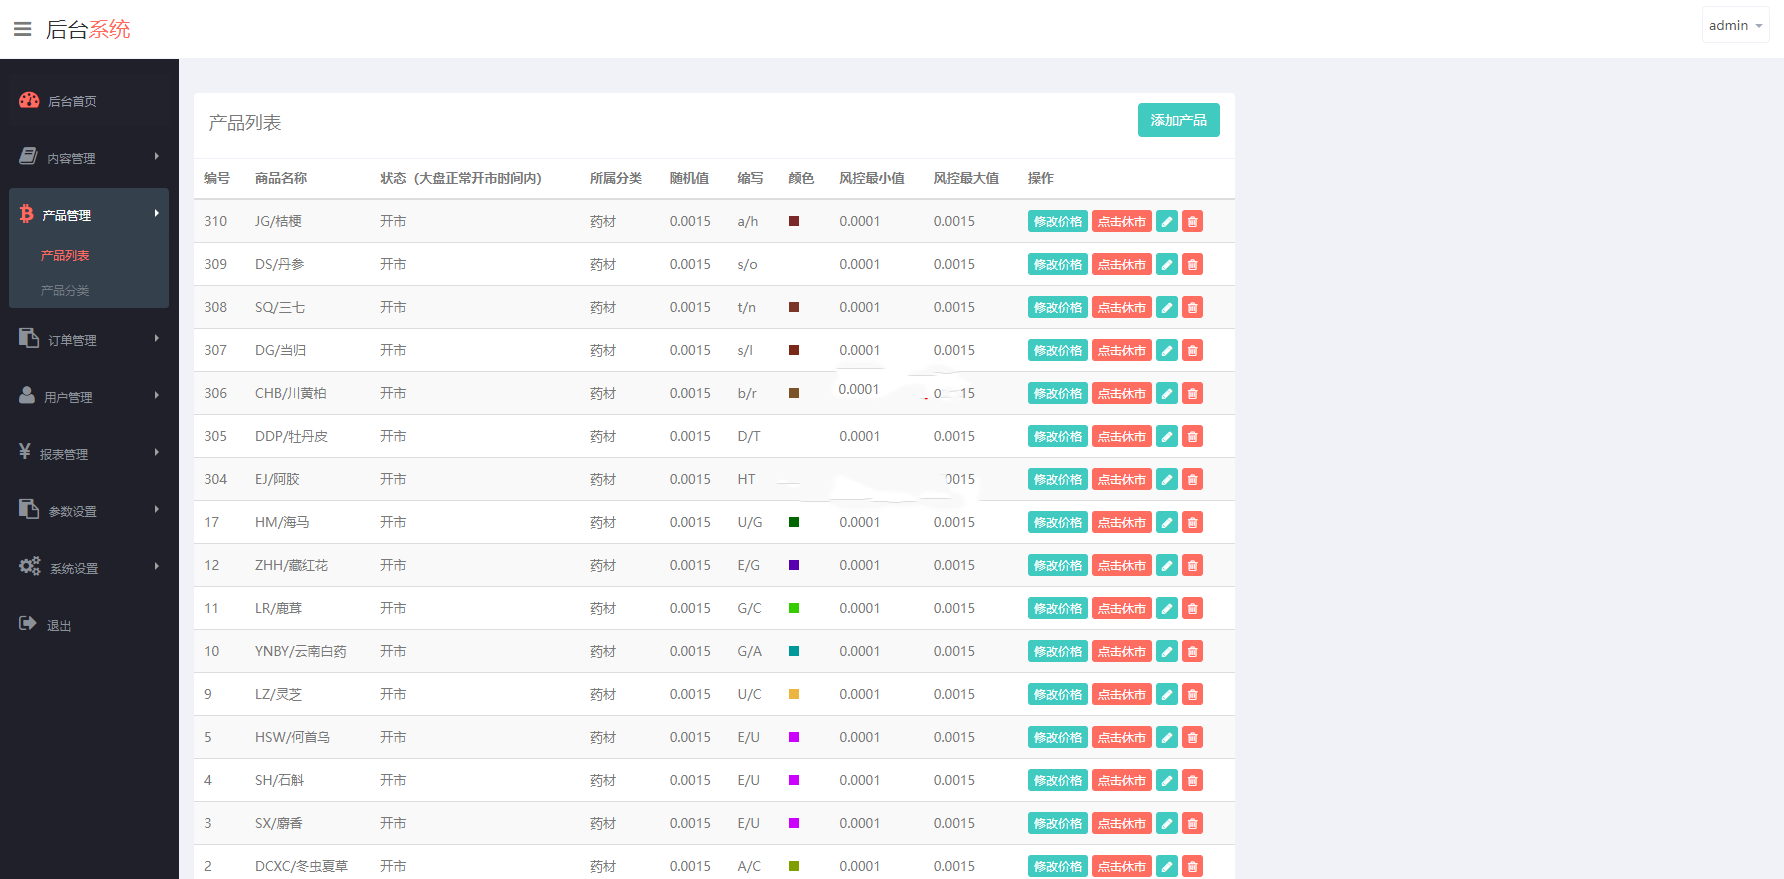 后台系统
admin
后台首页
内容管理
产品管理
产品列表
产品分类
订单管理
用户管理
报表管理
参数设置
系统设置
退出
产品列表
添加产品
编号 商品名称 状态（大盘正常开市时间内） 所属分类 随机值 缩写 颜色 风控最小值 风控最大值 操作
310 JG/桔梗 开市 药材 0.0015 a/h 0.0001 0.0015 修改价格 点击休市
309 DS/丹参 开市 药材 0.0015 s/o 0.0001 0.0015 修改价格 点击休市
308 SQ/三七 开市 药材 0.0015 t/n 0.0001 0.0015 修改价格 点击休市
307 DG/当归 开市 药材 0.0015 s/l 0.0001 0.0015 修改价格 点击休市
306 CHB/川黄柏 开市 药材 0.0015 b/r 0.0001 修改价格 点击休市
305 DDP/牡丹皮 开市 药材 0.0015 D/T 0.0001 0.0015 修改价格 点击休市
304 EJ/阿胶 开市 药材 0.0015 HT 修改价格 点击休市
17 HM/海马 开市 药材 0.0015 U/G 0.0001 0.0015 修改价格 点击休市
12 ZHH/藏红花 开市 药材 0.0015 E/G 0.0001 0.0015 修改价格 点击休市
11 LR/鹿茸 开市 药材 0.0015 G/C 0.0001 0.0015 修改价格 点击休市
10 YNBY/云南白药 开市 药材 0.0015 G/A 0.0001 0.0015 修改价格 点击休市
9 LZ/灵芝 开市 药材 0.0015 U/C 0.0001 0.0015 修改价格 点击休市
5 HSW/何首乌 开市 药材 0.0015 E/U 0.0001 0.0015 修改价格 点击休市
4 SH/石斛 开市 药材 0.0015 E/U 0.0001 0.0015 修改价格 点击休市
3 SX/麝香 开市 药材 0.0015 E/U 0.0001 0.0015 修改价格 点击休市
2 DCXC/冬虫夏草 开市 药材 0.0015 A/C 0.0001 0.0015 修改价格 点击休市